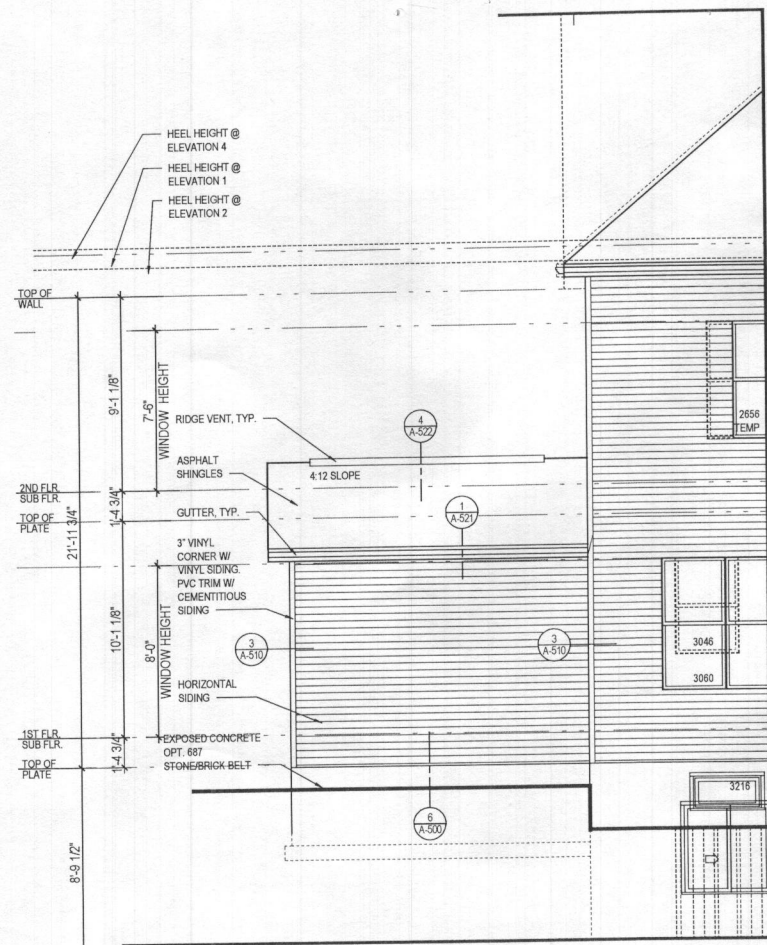 HEEL HEIGHT @
ELEVATION 4
HEEL HEIGHT @
ELEVATION 1
HEEL HEIGHT @
ELEVATION 2
TOP OF
WALL
9'-1 1/8"
7'-6"
WINDOW HEIGHT
RIDGE VENT, TYP.
4
A-522
2656
TEMP
4:12 SLOPE
ASPHALT
SHINGLES
2ND FLR.
SUB FLR.
1'-4 3/4"
TOP OF
PLATE
21'-11 3/4"
GUTTER, TYP.
1
A-521
3" VINYL
CORNER W/
VINYL SIDING.
PVC TRIM W/
CEMENTITIOUS
SIDING
10'-1 1/8"
8'-0"
WINDOW HEIGHT
3
A-510
3
A-510
3046
3060
HORIZONTAL
SIDING
1ST FLR.
SUB FLR.
1'-4 3/4"
TOP OF
PLATE
EXPOSED CONCRETE
OPT. 687
STONE/BRICK BELT
6
A-500
3216
8'-9 1/2"